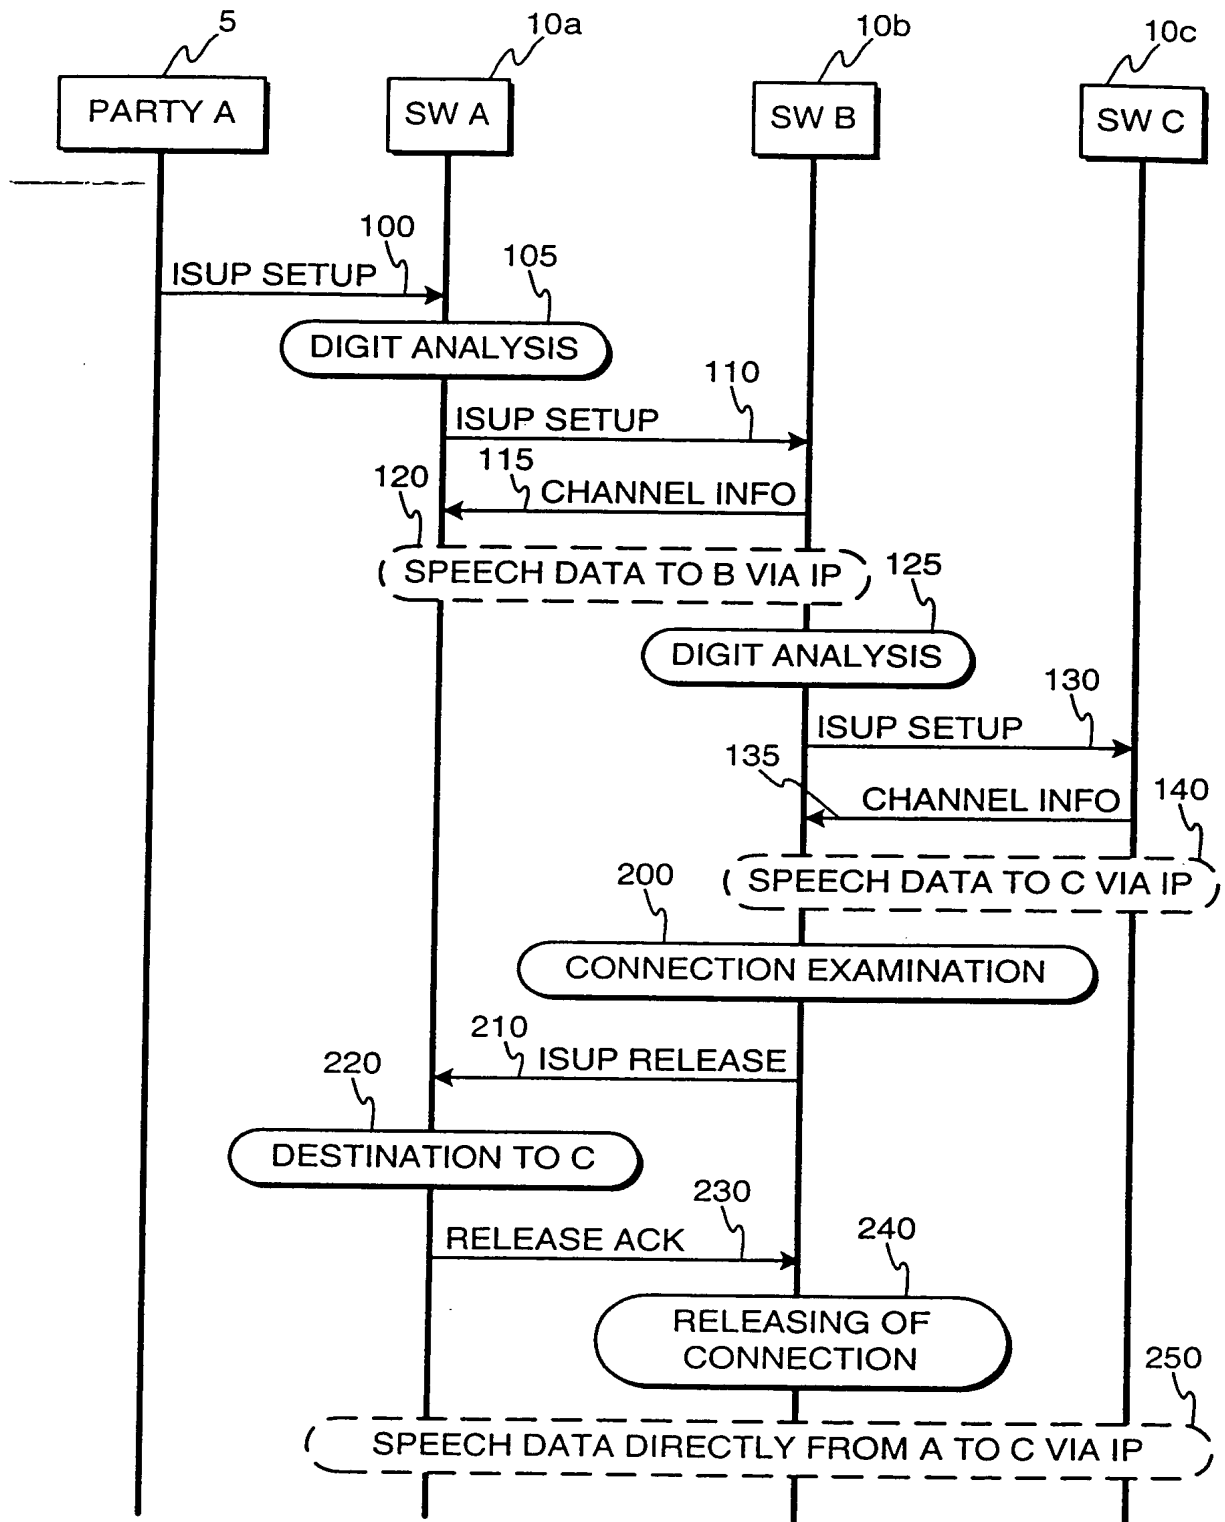 5
10a
10b
10c
PARTY A
SW A
SW B
SW C
100
ISUP SETUP
105
DIGIT ANALYSIS
110
ISUP SETUP
115
120
CHANNEL INFO
SPEECH DATA TO B VIA IP
125
DIGIT ANALYSIS
130
ISUP SETUP
135
140
CHANNEL INFO
SPEECH DATA TO C VIA IP
200
CONNECTION EXAMINATION
210
ISUP RELEASE
220
DESTINATION TO C
230
RELEASE ACK
240
RELEASING OF
CONNECTION
250
SPEECH DATA DIRECTLY FROM A TO C VIA IP